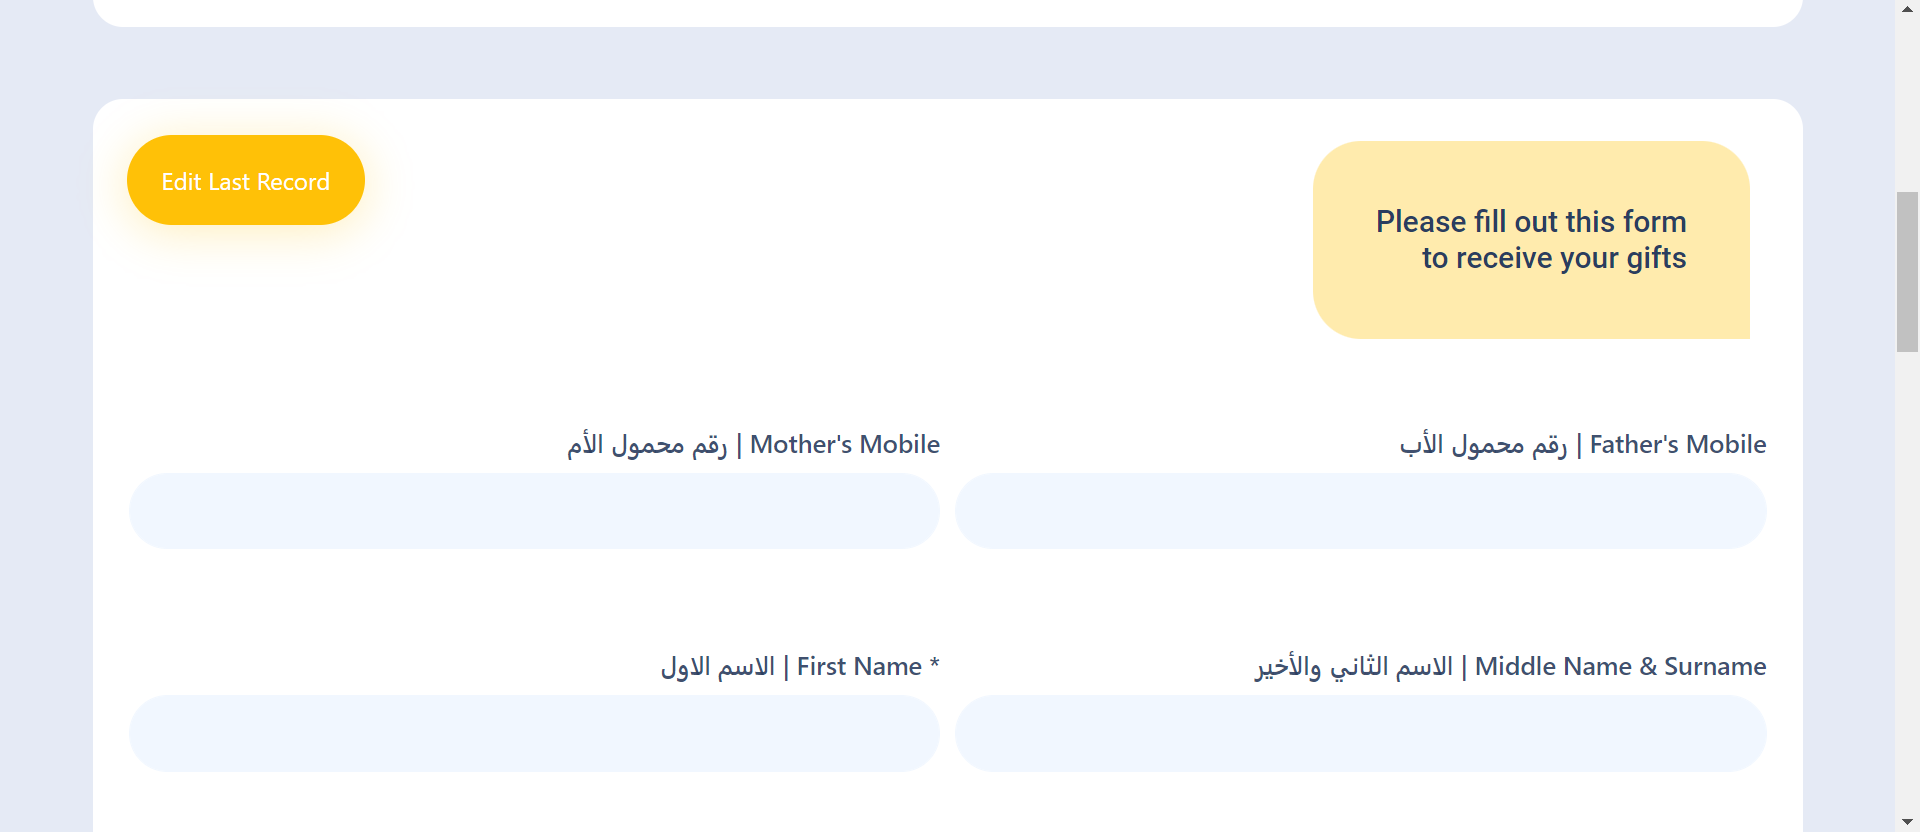 Edit Last Record
Please fill out this form
to receive your gifts
رقم محمول الأب | Father's Mobile
رقم محمول الأم | Mother's Mobile
الاسم الثاني والأخير | Middle Name & Surname
الاسم الاول | First Name *